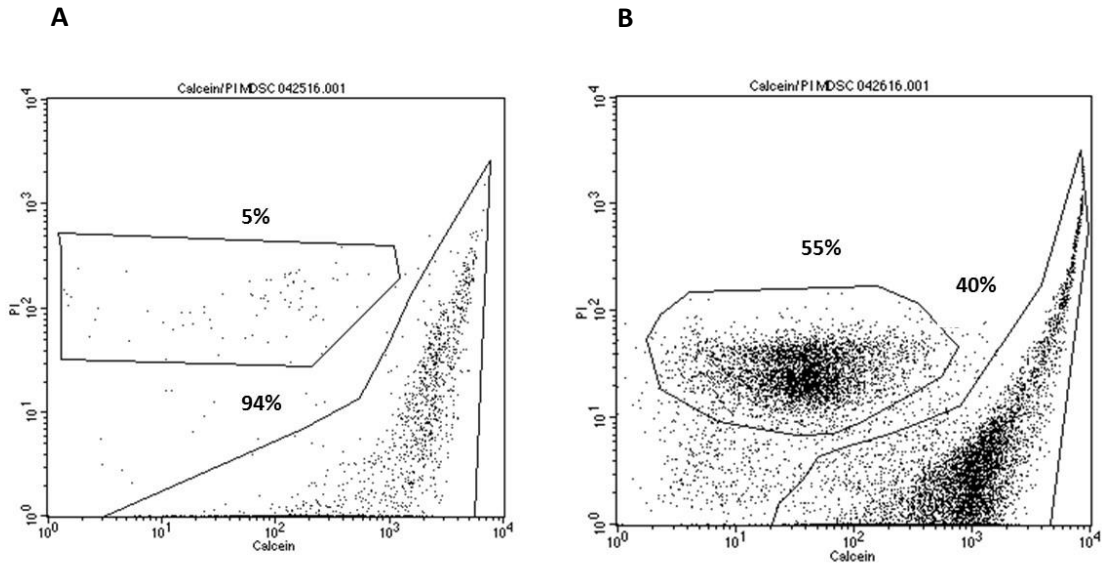 A
B
Calcein/PI MDSC 042516.001
10^4
10^3
10^2
10^1
10^0
PI
5%
94%
10^0 10^1 10^2 10^3 10^4
Calcein
Calcein/PI MDSC 042616.001
10^4
10^3
10^2
10^1
10^0
PI
55%
40%
10^0 10^1 10^2 10^3 10^4
Calcein